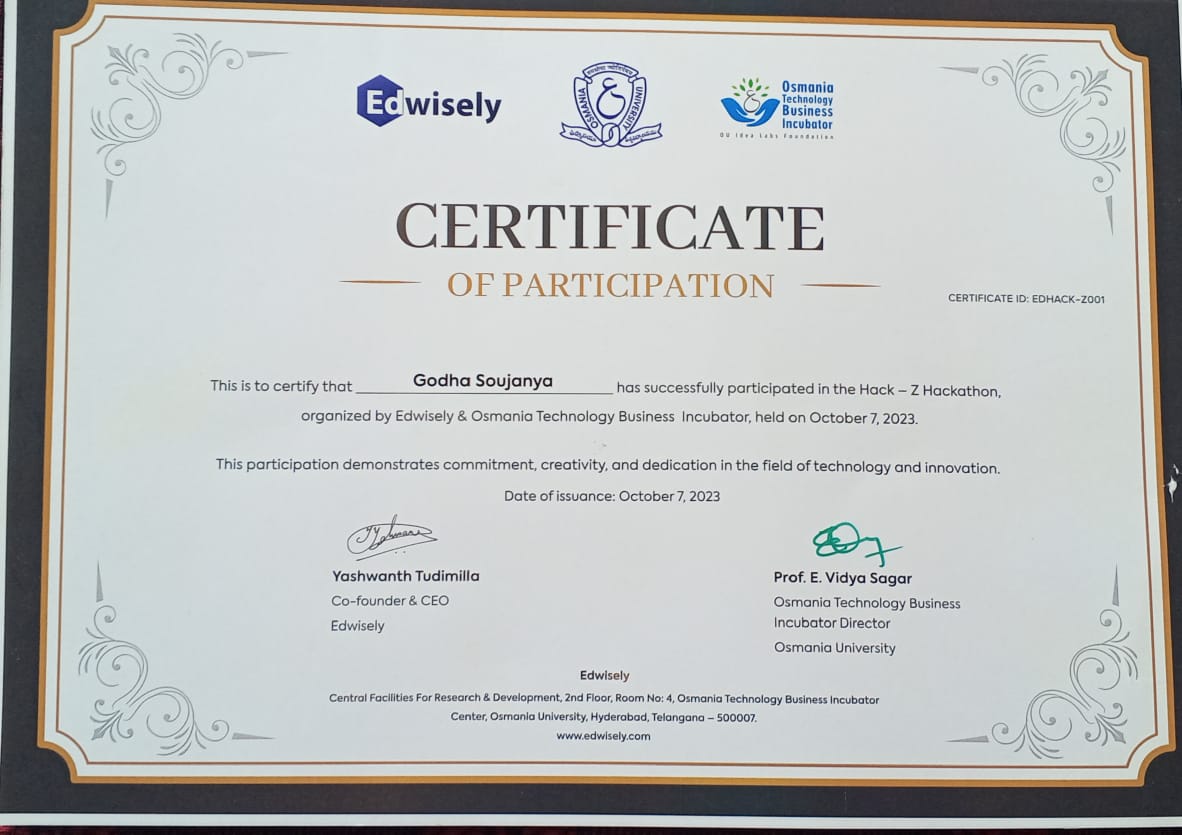 Edwisely
OSMANIA UNIVERSITY
Osmania
Technology
Business
Incubator
OU Idea Labs Foundation
CERTIFICATE
OF PARTICIPATION
CERTIFICATE ID: EDHACK-Z001
This is to certify that Godha Soujanya has successfully participated in the Hack – Z Hackathon,
organized by Edwisely & Osmania Technology Business Incubator, held on October 7, 2023.
This participation demonstrates commitment, creativity, and dedication in the field of technology and innovation.
Date of issuance: October 7, 2023
Yashwanth Tudimilla
Co-founder & CEO
Edwisely
Prof. E. Vidya Sagar
Osmania Technology Business
Incubator Director
Osmania University
Edwisely
Central Facilities For Research & Development, 2nd Floor, Room No: 4, Osmania Technology Business Incubator
Center, Osmania University, Hyderabad, Telangana – 500007.
www.edwisely.com